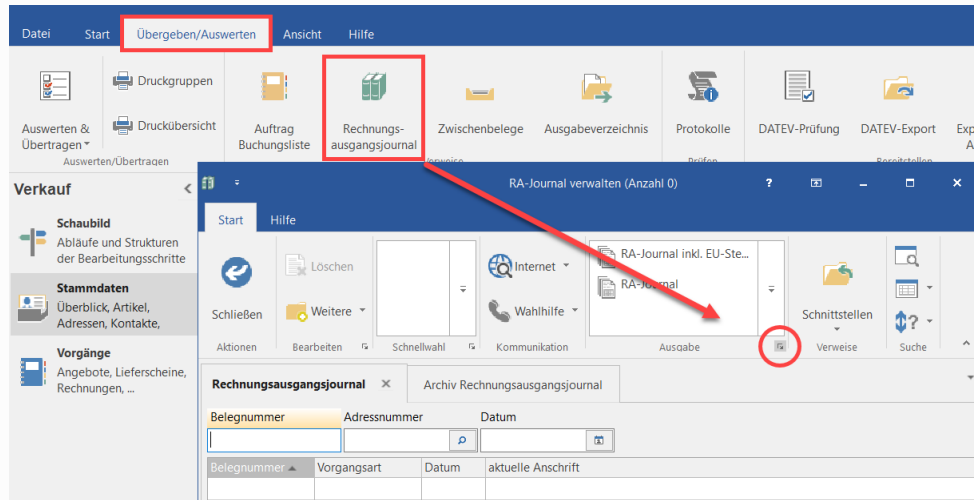 Datei Start Übergeben/Auswerten Ansicht Hilfe
Druckgruppen
Druckübersicht
Auswerten &
Übertragen
Auftrag
Buchungsliste
Rechnungs-
ausgangsjournal
Zwischenbelege
Ausgabeverzeichnis
Protokolle
DATEV-Prüfung
DATEV-Export
Auswerten/Übertragen
Verweise
Prüfen
Bereitstellen
Verkauf
Schaubild
Abläufe und Strukturen
der Bearbeitungsschritte
Stammdaten
Überblick, Artikel,
Adressen, Kontakte,
Vorgänge
Angebote, Lieferscheine,
Rechnungen, ...
RA-Journal verwalten (Anzahl 0)
Start Hilfe
Schließen
Löschen
Weitere
Internet
Wahlhilfe
RA-Journal inkl. EU-Ste...
RA-Journal
Schnittstellen
Aktionen Bearbeiten Schnellwahl Kommunikation Ausgabe Verweise Suche
Rechnungsausgangsjournal Archiv Rechnungsausgangsjournal
Belegnummer Adressnummer Datum
Belegnummer Vorgangsart Datum aktuelle Anschrift